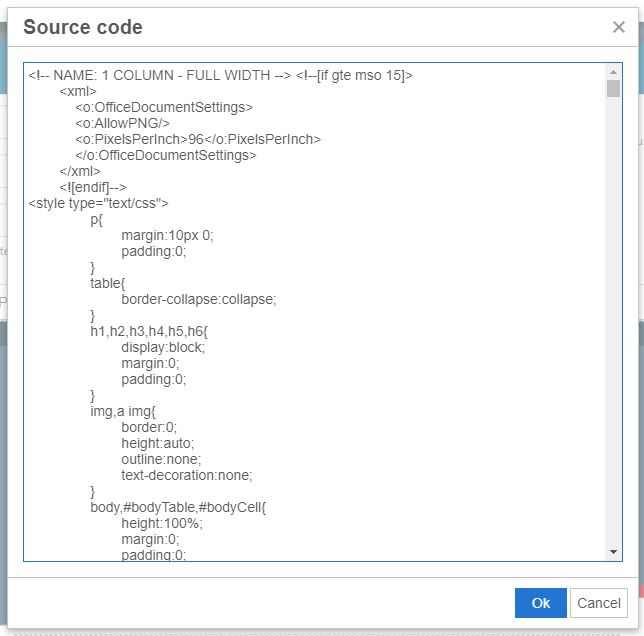 Source code
<!-- NAME: 1 COLUMN - FULL WIDTH --> <!--[if gte mso 15]>
<xml>
<o:OfficeDocumentSettings>
<o:AllowPNG/>
<o:PixelsPerInch>96</o:PixelsPerInch>
</o:OfficeDocumentSettings>
</xml>
<![endif]-->
<style type="text/css">
p{
margin:10px 0;
padding:0;
}
table{
border-collapse:collapse;
}
h1,h2,h3,h4,h5,h6{
display:block;
margin:0;
padding:0;
}
img,a img{
border:0;
height:auto;
outline:none;
text-decoration:none;
}
body,#bodyTable,#bodyCell{
height:100%;
margin:0;
padding:0;
Ok Cancel